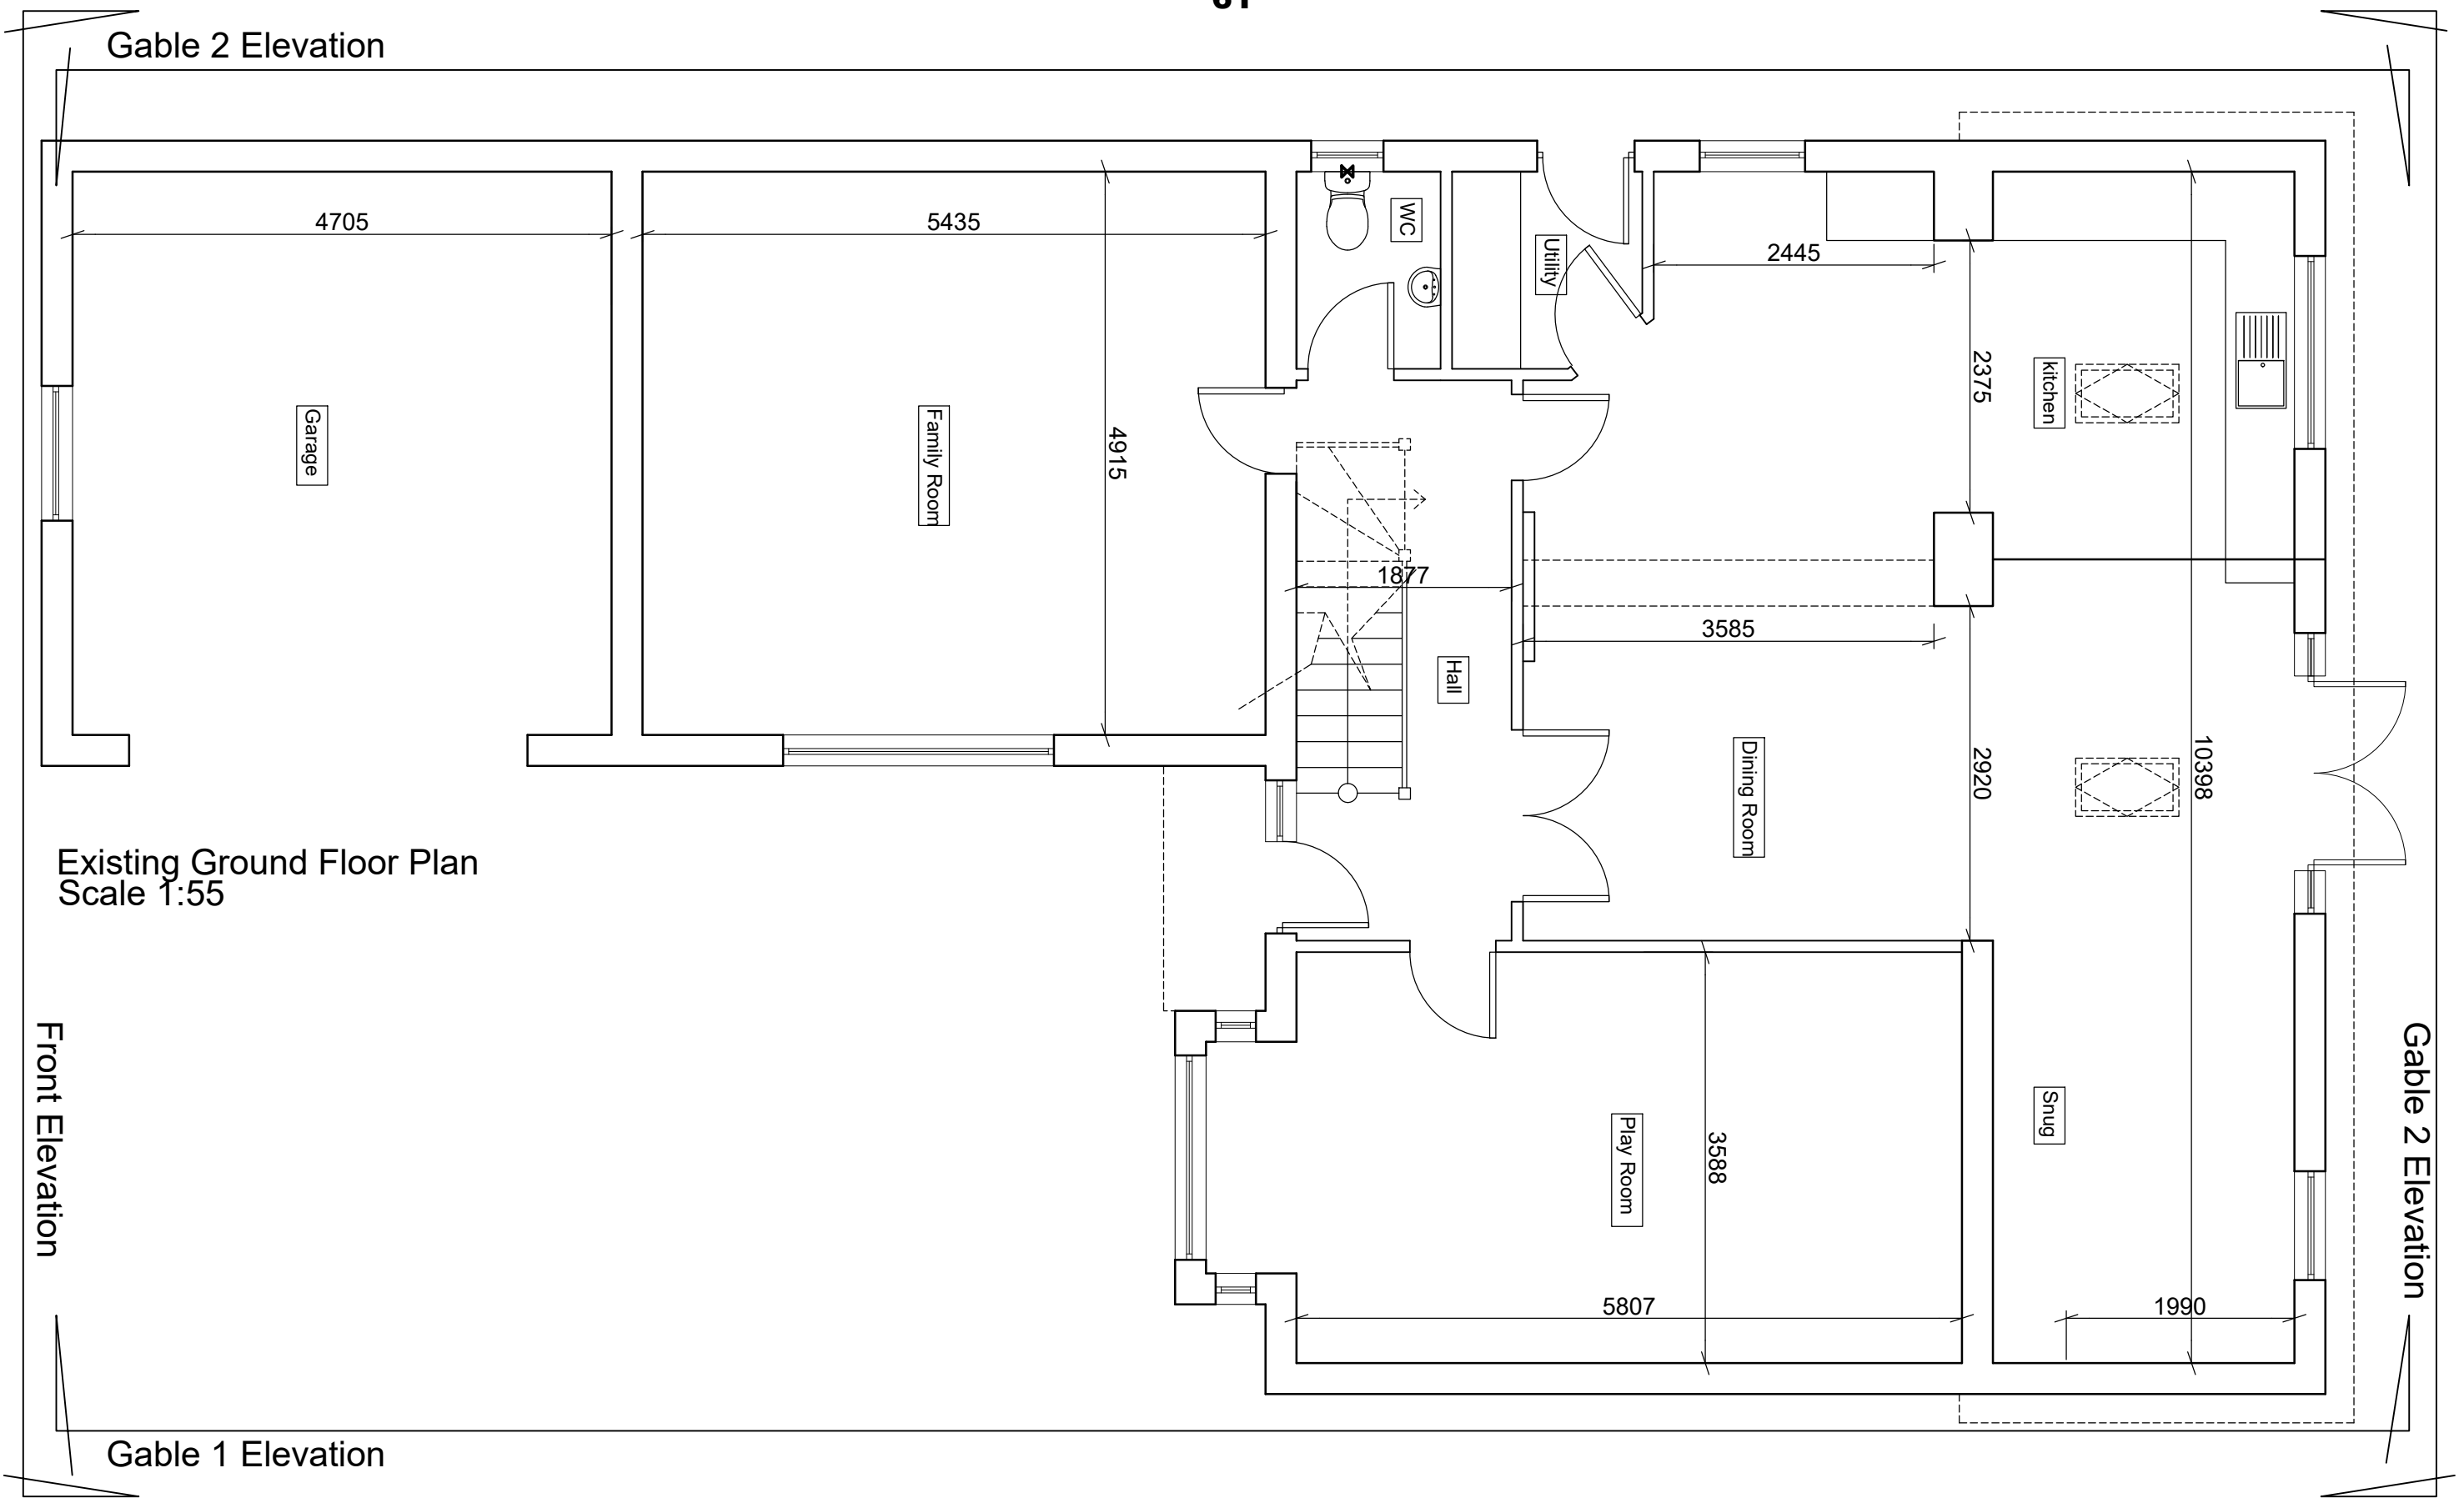 Gable 2 Elevation
4705
5435
WC
Utility
2445
2375
kitchen
Garage
Family Room
4915
1877
3585
Hall
Dining Room
2920
10398
Existing Ground Floor Plan
Scale 1:55
Front Elevation
Gable 2 Elevation
Snug
Play Room
3588
5807
1990
Gable 1 Elevation